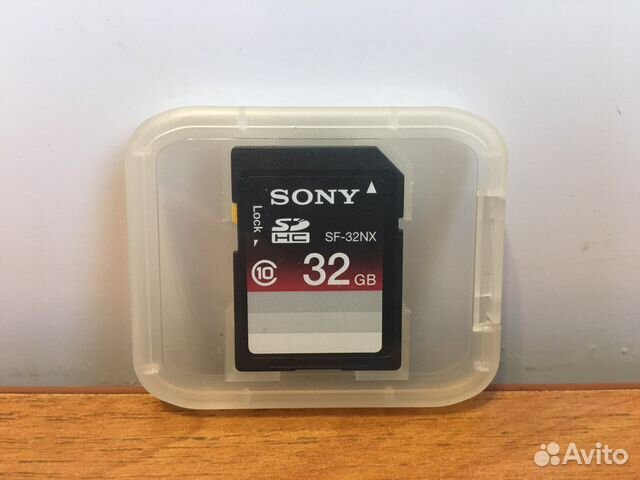 SONY
Lock
SD
HC
SF-32NX
10
32 GB
Avito